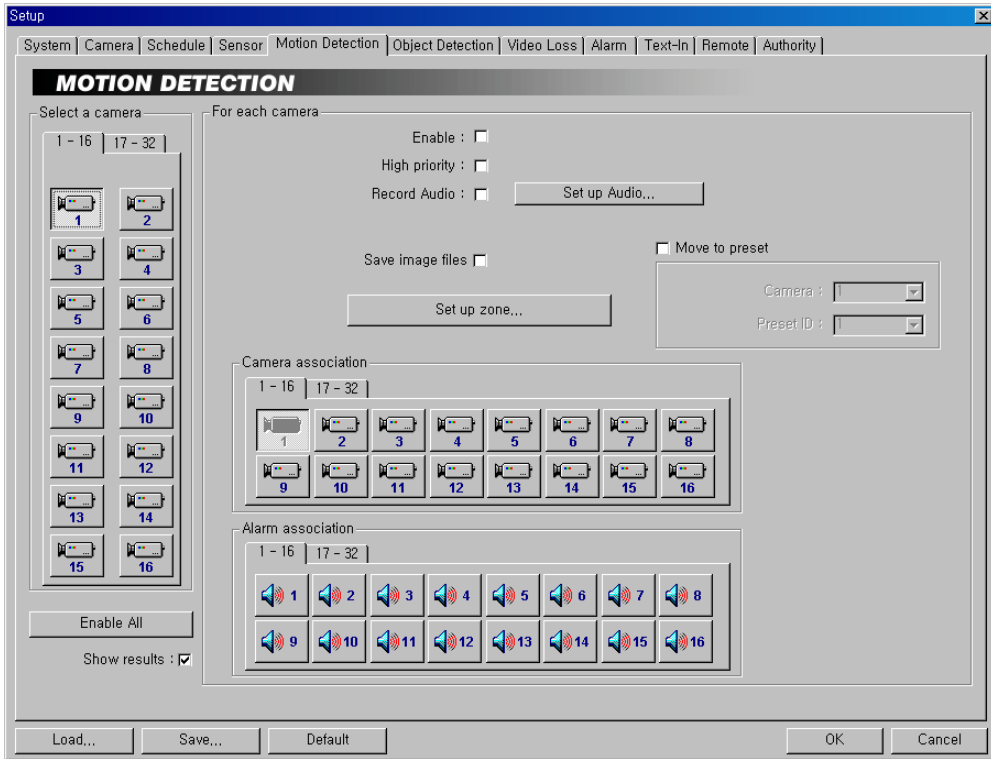 Setup
System Camera Schedule Sensor Motion Detection Object Detection Video Loss Alarm Text-In Remote Authority
MOTION DETECTION
Select a camera
1 - 16 17 - 32
1 2
3 4
5 6
7 8
9 10
11 12
13 14
15 16
Enable All
Show results :
For each camera
Enable :
High priority :
Record Audio : Set up Audio...
Save image files
Set up zone...
Move to preset
Camera : 1
Preset ID : 1
Camera association
1 - 16 17 - 32
1 2 3 4 5 6 7 8
9 10 11 12 13 14 15 16
Alarm association
1 - 16 17 - 32
1 2 3 4 5 6 7 8
9 10 11 12 13 14 15 16
Load... Save... Default OK Cancel